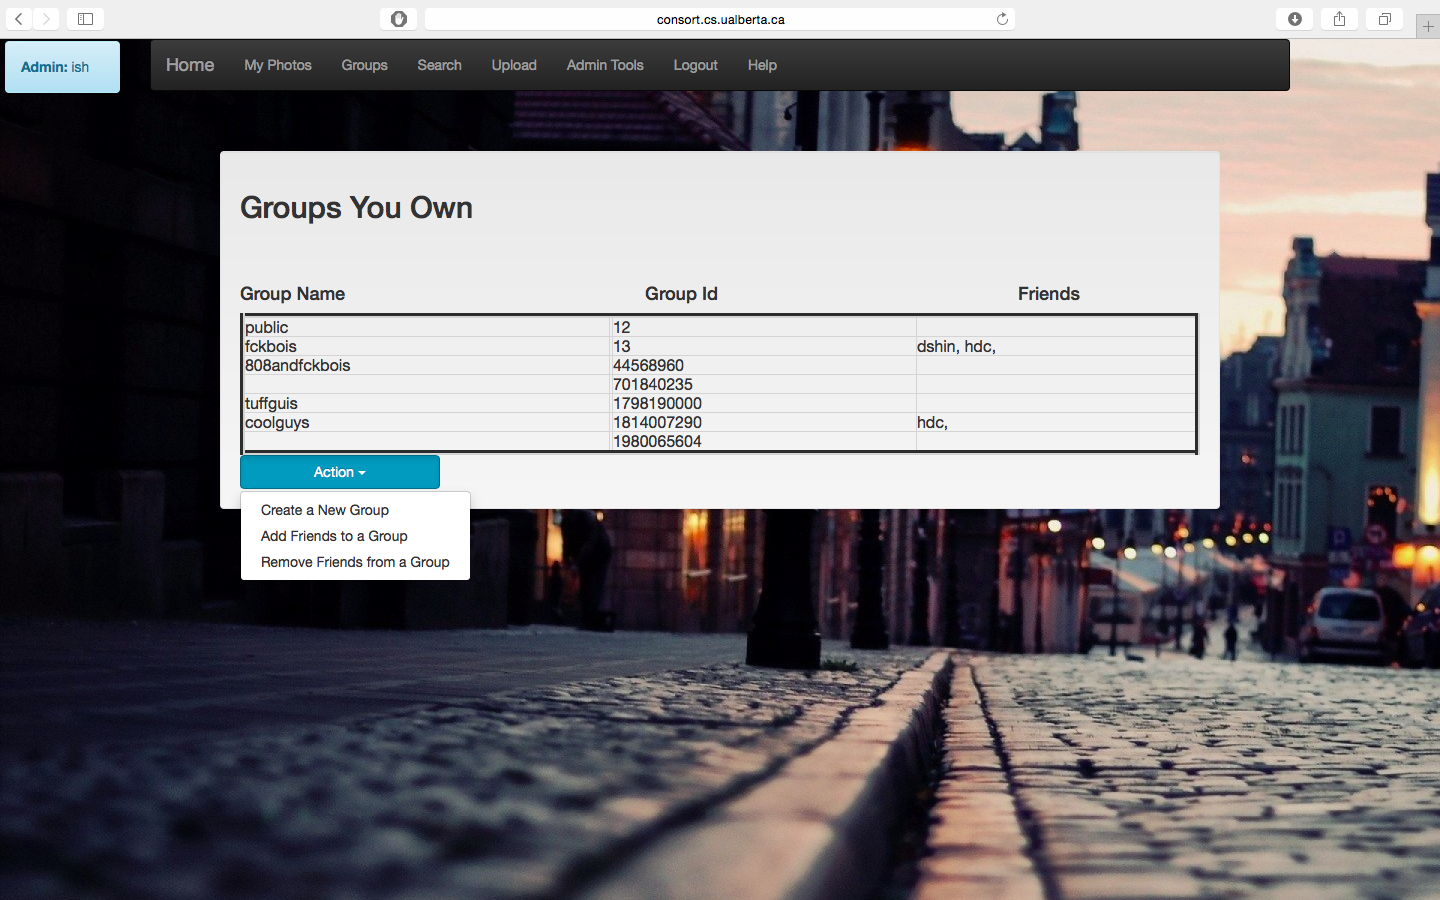 consort.cs.ualberta.ca
Admin: ish
Home My Photos Groups Search Upload Admin Tools Logout Help
Groups You Own
Group Name Group Id Friends
public 12
fckbois 13 dshin, hdc,
808andfckbois 44568960
701840235
tuffguis 1798190000
coolguys 1814007290 hdc,
1980065604
Action
Create a New Group
Add Friends to a Group
Remove Friends from a Group